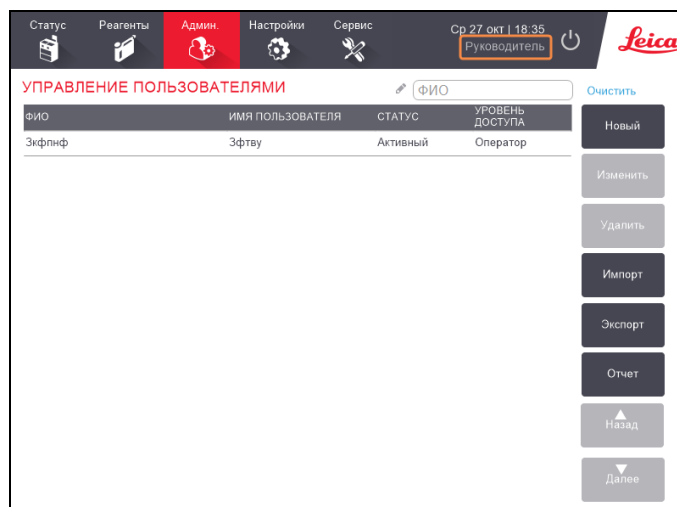 Статус Реагенты Админ. Настройки Сервис
Ср 27 окт | 18:35
Руководитель
Leica
УПРАВЛЕНИЕ ПОЛЬЗОВАТЕЛЯМИ
ФИО
Очистить
ФИО ИМЯ ПОЛЬЗОВАТЕЛЯ СТАТУС УРОВЕНЬ ДОСТУПА
Зкфпнф Зфтву Активный Оператор
Новый
Изменить
Удалить
Импорт
Экспорт
Отчет
Назад
Далее